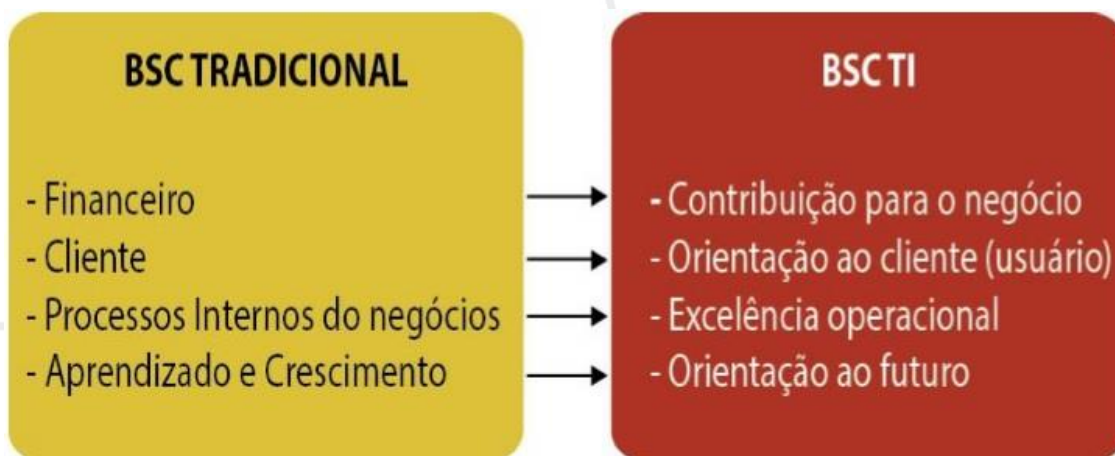 BSC TRADICIONAL
- Financeiro
- Cliente
- Processos Internos do negócios
- Aprendizado e Crescimento
BSC TI
- Contribuição para o negócio
- Orientação ao cliente (usuário)
- Excelência operacional
- Orientação ao futuro